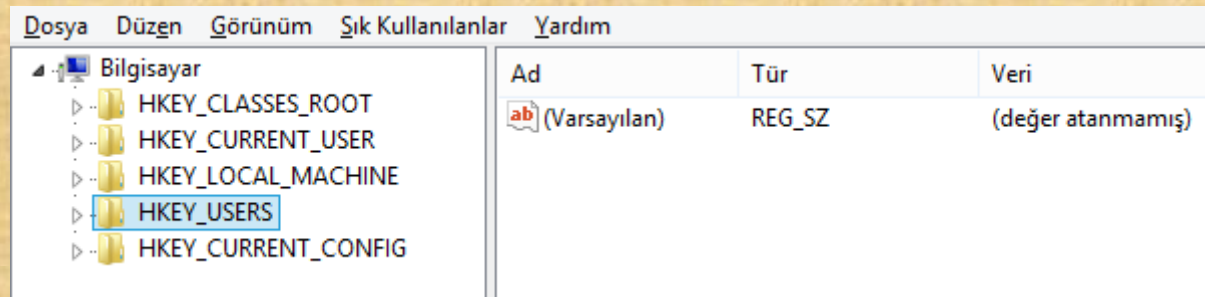 Dosya Düzen Görünüm Sık Kullanılanlar Yardım
Bilgisayar
HKEY_CLASSES_ROOT
HKEY_CURRENT_USER
HKEY_LOCAL_MACHINE
HKEY_USERS
HKEY_CURRENT_CONFIG
Ad Tür Veri
ab (Varsayılan) REG_SZ (değer atanmamış)